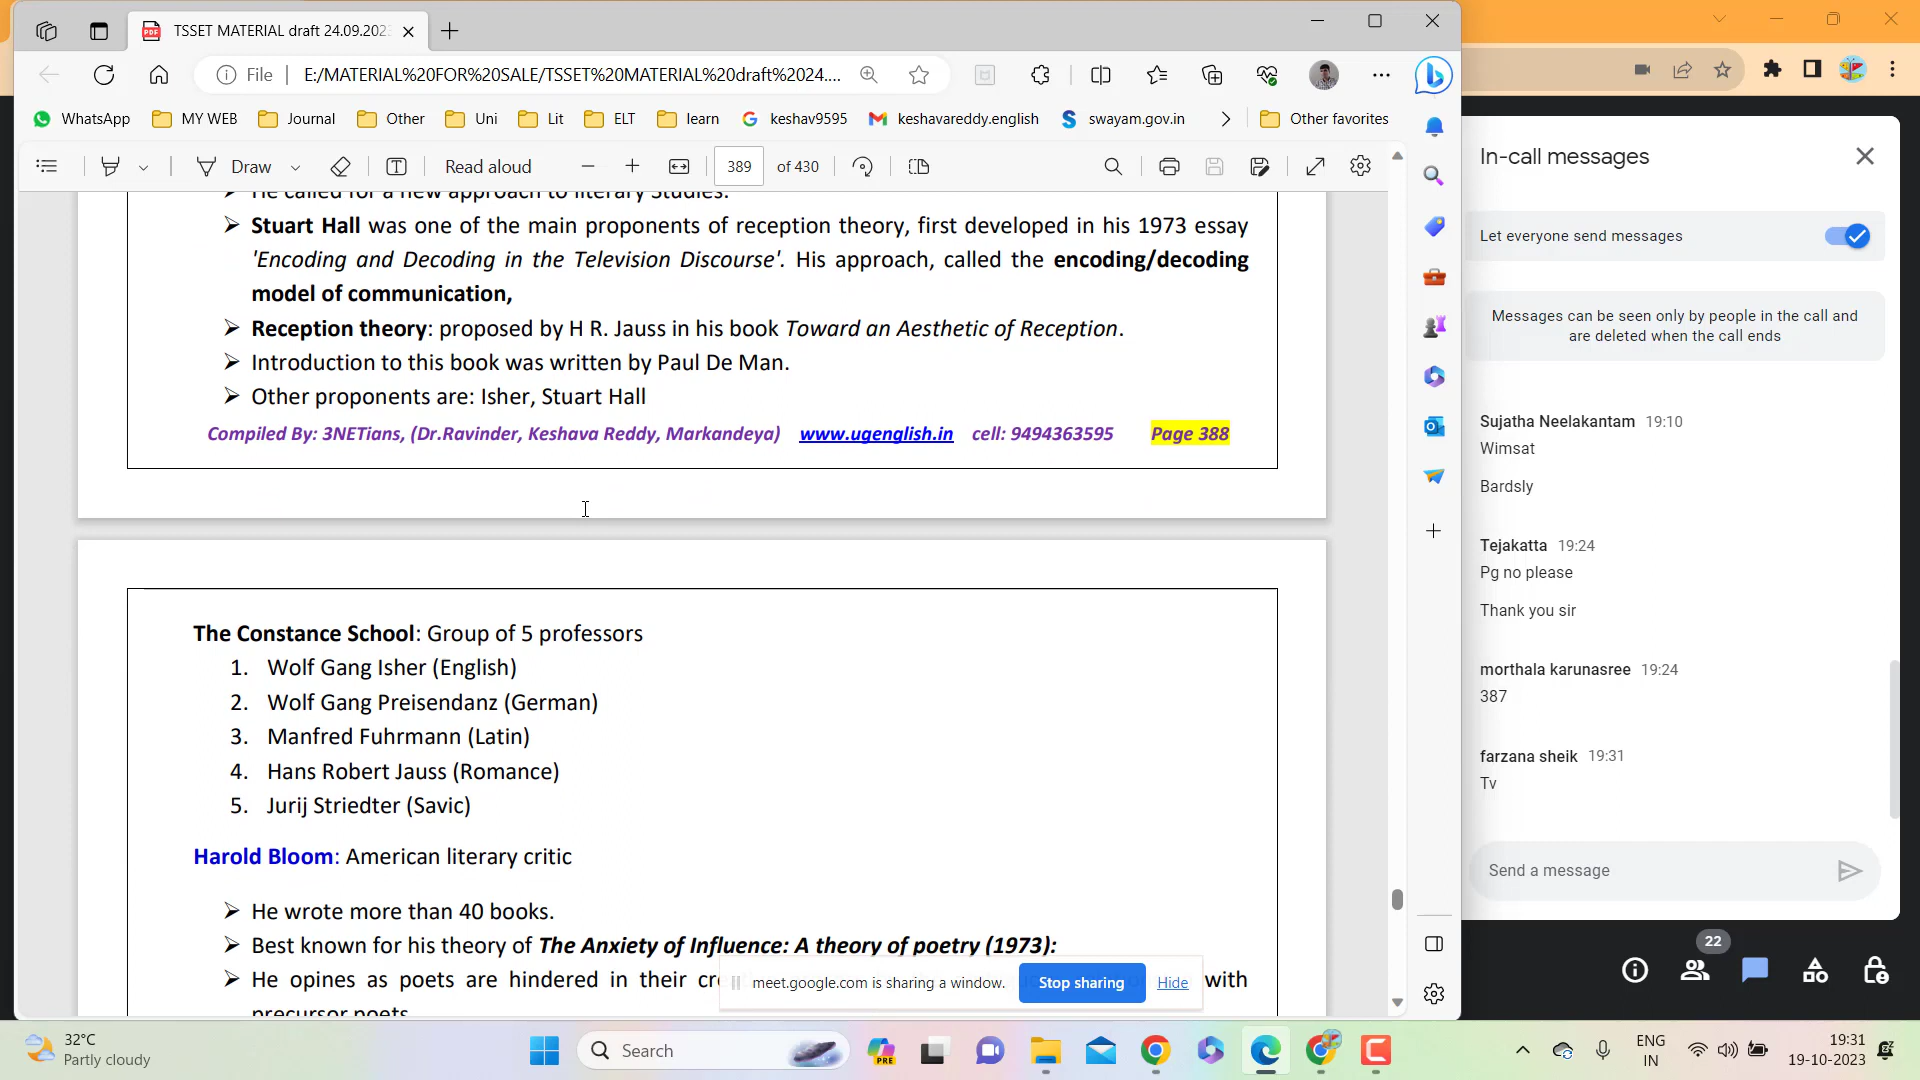 TSSET MATERIAL draft 24.09.202
File
E:/MATERIAL%20FOR%20SALE/TSSET%20MATERIAL%20draft%2024....
WhatsApp MY WEB Journal Other Uni Lit ELT learn keshav9595 keshavareddy.english swayam.gov.in Other favorites
Draw Read aloud 389 of 430
He called for a new approach to literary Studies.
Stuart Hall was one of the main proponents of reception theory, first developed in his 1973 essay
'Encoding and Decoding in the Television Discourse'. His approach, called the encoding/decoding
model of communication,
Reception theory: proposed by H R. Jauss in his book Toward an Aesthetic of Reception.
Introduction to this book was written by Paul De Man.
Other proponents are: Isher, Stuart Hall
Compiled By: 3NETians, (Dr.Ravinder, Keshava Reddy, Markandeya) www.ugenglish.in cell: 9494363595 Page 388
The Constance School: Group of 5 professors
1. Wolf Gang Isher (English)
2. Wolf Gang Preisendanz (German)
3. Manfred Fuhrmann (Latin)
4. Hans Robert Jauss (Romance)
5. Jurij Striedter (Savic)
Harold Bloom: American literary critic
He wrote more than 40 books.
Best known for his theory of The Anxiety of Influence: A theory of poetry (1973):
He opines as poets are hindered in their cr
with
precursor poets
meet.google.com is sharing a window. Stop sharing Hide
In-call messages
Let everyone send messages
Messages can be seen only by people in the call and
are deleted when the call ends
Sujatha Neelakantam 19:10
Wimsat
Bardsly
Tejakatta 19:24
Pg no please
Thank you sir
morthala karunasree 19:24
387
farzana sheik 19:31
Tv
Send a message
22
32°C
Partly cloudy
Search
PRE
ENG
IN
19:31
19-10-2023